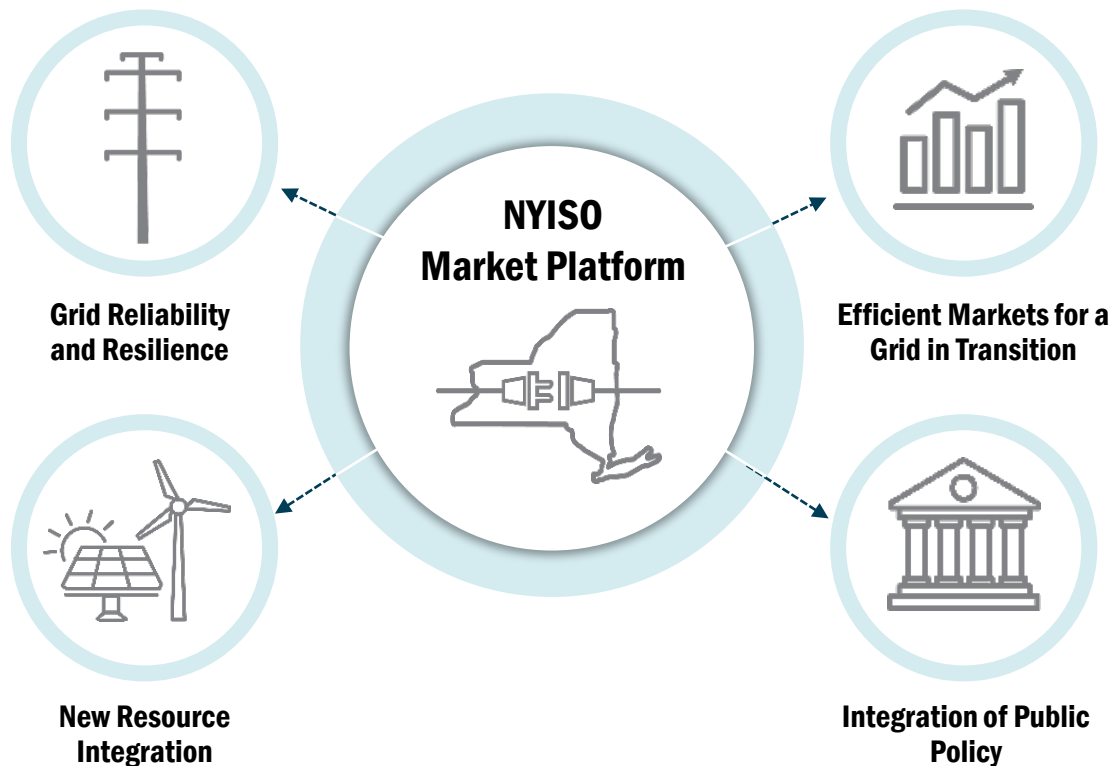 NYISO
Market Platform
Grid Reliability
and Resilience
Efficient Markets for a
Grid in Transition
New Resource
Integration
Integration of Public
Policy